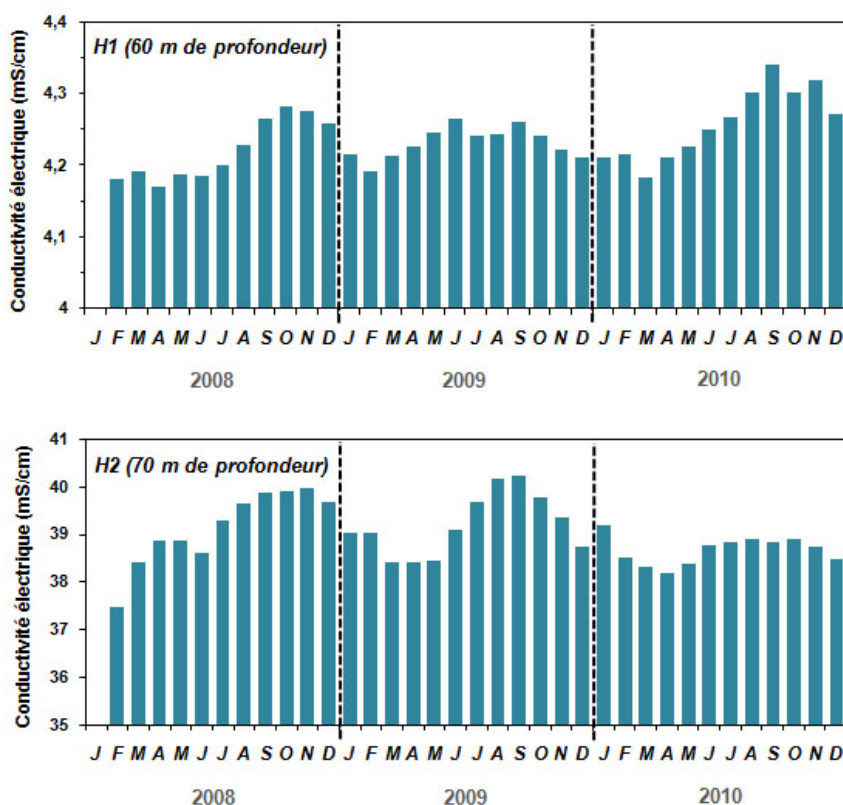 Conductivité électrique (mS/cm)
H1 (60 m de profondeur)
4,4
4,3
4,2
4,1
4
J F M A M J J A S O N D J F M A M J J A S O N D J F M A M J J A S O N D
2008 2009 2010
Conductivité électrique (mS/cm)
H2 (70 m de profondeur)
41
40
39
38
37
36
35
J F M A M J J A S O N D J F M A M J J A S O N D J F M A M J J A S O N D
2008 2009 2010